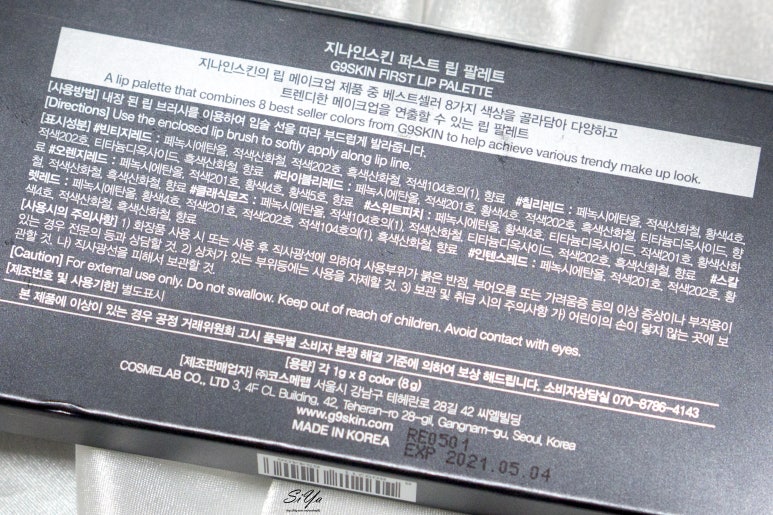 지나인스킨 퍼스트 립 팔레트
G9SKIN FIRST LIP PALETTE
지나인스킨의 립 메이크업 제품 중 베스트셀러 8가지 색상을 골라담아 다양하고
트렌디한 메이크업을 연출할 수 있는 립 팔레트
A lip palette that combines 8 best seller colors from G9SKIN to help achieve various trendy make up look.
[사용방법] 내장 된 립 브러시를 이용하여 입술 선을 따라 부드럽게 발라줍니다.
[Directions] Use the enclosed lip brush to softly apply along lip line.
[표시성분] #빈티지레드 : 페녹시에탄올, 적색산화철, 적색104호의(1), 향료 #칠리레드 : 페녹시에탄올, 적색산화철, 황색4호,
적색202호, 티타늄디옥사이드, 흑색산화철, 향료 #라이블리레드 : 페녹시에탄올, 적색201호, 황색4호, 적색202호, 티타늄디옥사이드, 향
료 #오렌지레드 : 페녹시에탄올, 적색201호, 황색4호, 황색5호, 향료 #스위트피치 : 페녹시에탄올, 황색4호, 티타늄디옥사이드, 적색201호, 황색산화
철, 적색산화철, 흑색산화철, 향료 #클래식로즈 : 페녹시에탄올, 적색산화철, 적색104호의(1), 티타늄디옥사이드, 흑색산화철, 향료 #스칼
렛레드 : 페녹시에탄올, 황색4호, 적색201호, 적색202호, 적색104호의(1), 흑색산화철, 향료 #인텐스레드 : 페녹시에탄올, 적색201호, 적색202호, 황
색4호, 적색산화철, 흑색산화철, 향료
[사용시의 주의사항] 1) 화장품 사용 시 또는 사용 후 직사광선에 의하여 사용부위가 붉은 반점, 부어오름 또는 가려움증 등의 이상 증상이나 부작용이
있는 경우 전문의 등과 상담할 것. 2) 상처가 있는 부위등에는 사용을 자제할 것. 3) 보관 및 취급 시의 주의사항 가) 어린이의 손이 닿지 않는 곳에 보
관할 것. 나) 직사광선을 피해서 보관할 것.
[Caution] For external use only. Do not swallow. Keep out of reach of children. Avoid contact with eyes.
[제조번호 및 사용기한] 별도표시
본 제품에 이상이 있는 경우 공정 거래위원회 고시 품목별 소비자 분쟁 해결 기준에 의하여 보상 해드립니다. 소비자상담실 070-8786-4143
[용량] 각 1g x 8 color (8g)
[제조판매업자] ㈜코스메랩 서울시 강남구 테헤란로 28길 42 씨엘빌딩
COSMELAB CO., LTD 3, 4F CL Building, 42, Teheran-ro 28-gil, Gangnam-gu, Seoul, Korea
www.g9skin.com
MADE IN KOREA
RE0501
EXP 2021.05.04
SiYu